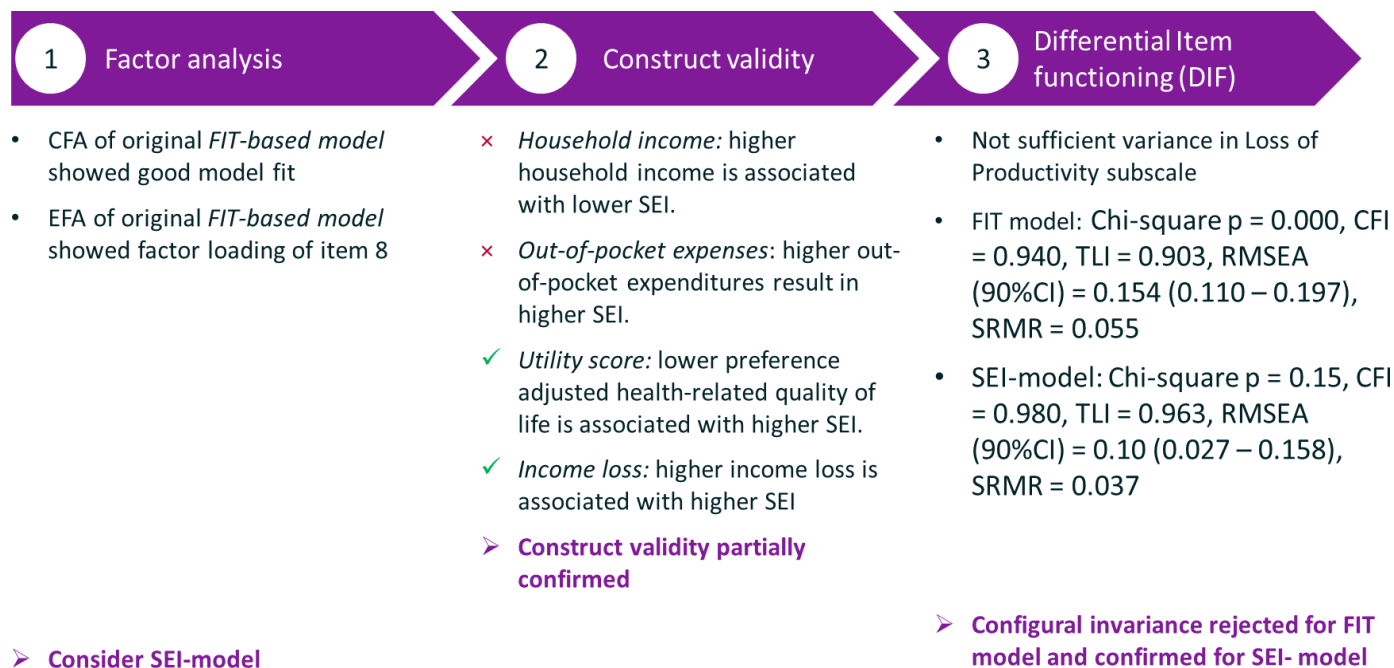 1 Factor analysis
• CFA of original FIT-based model
showed good model fit
• EFA of original FIT-based model
showed factor loading of item 8
➢ Consider SEI-model
2 Construct validity
× Household income: higher
household income is associated
with lower SEI.
× Out-of-pocket expenses: higher out-
of-pocket expenditures result in
higher SEI.
✓ Utility score: lower preference
adjusted health-related quality of
life is associated with higher SEI.
✓ Income loss: higher income loss is
associated with higher SEI
➢ Construct validity partially
confirmed
3 Differential Item
functioning (DIF)
• Not sufficient variance in Loss of
Productivity subscale
• FIT model: Chi-square p = 0.000, CFI
= 0.940, TLI = 0.903, RMSEA
(90%CI) = 0.154 (0.110 – 0.197),
SRMR = 0.055
• SEI-model: Chi-square p = 0.15, CFI
= 0.980, TLI = 0.963, RMSEA
(90%CI) = 0.10 (0.027 – 0.158),
SRMR = 0.037
➢ Configural invariance rejected for FIT
model and confirmed for SEI- model